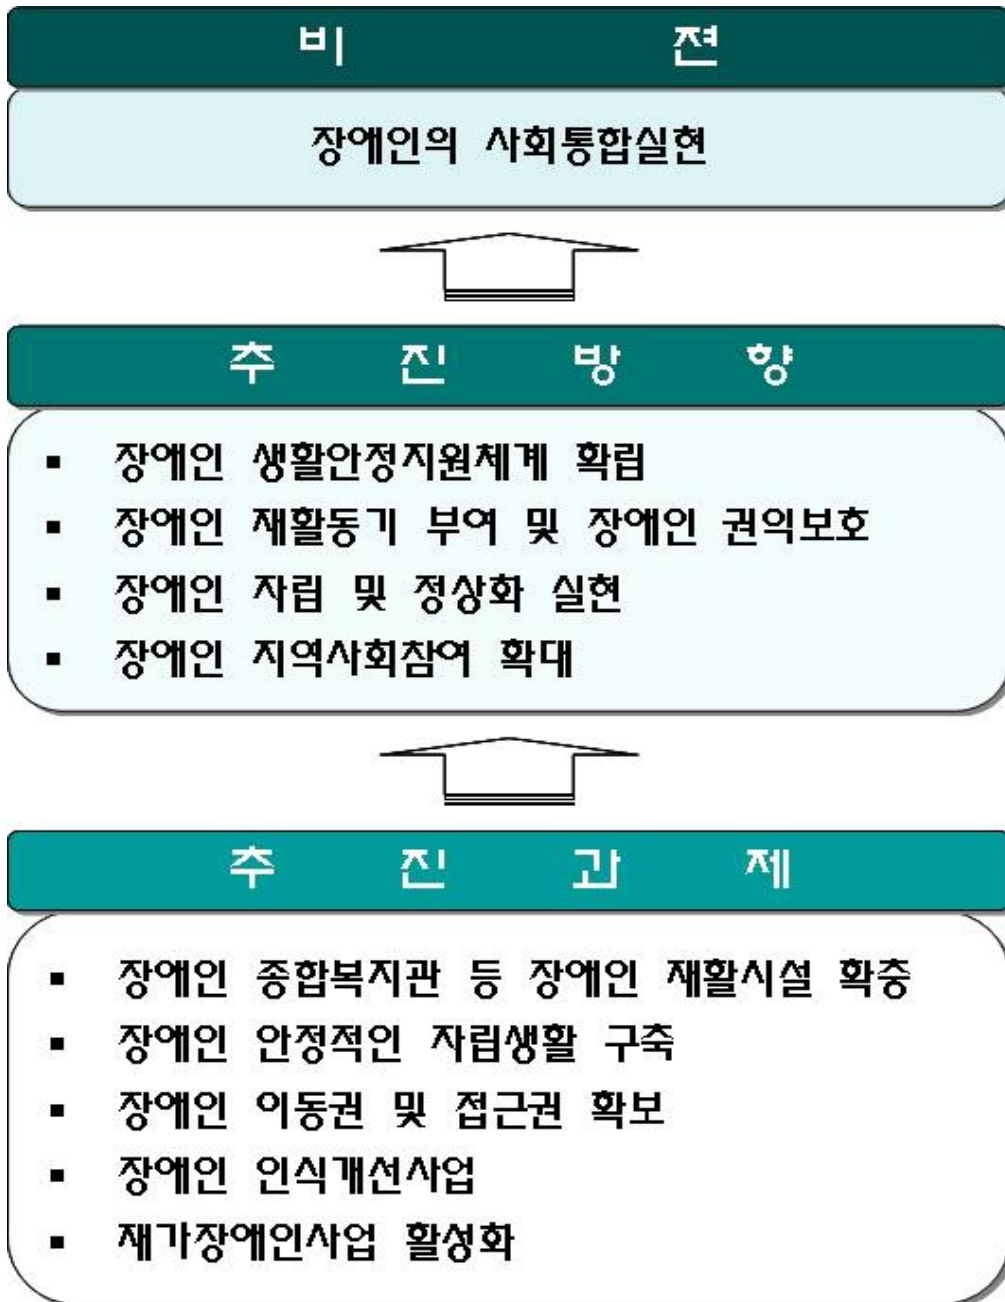 비 젼
장애인의 사회통합실현
추 진 방 향
▪ 장애인 생활안정지원체계 확립
▪ 장애인 재활동기 부여 및 장애인 권익보호
▪ 장애인 자립 및 정상화 실현
▪ 장애인 지역사회참여 확대
추 진 과 제
▪ 장애인 종합복지관 등 장애인 재활시설 확충
▪ 장애인 안정적인 자립생활 구축
▪ 장애인 이동권 및 접근권 확보
▪ 장애인 인식개선사업
▪ 재가장애인사업 활성화